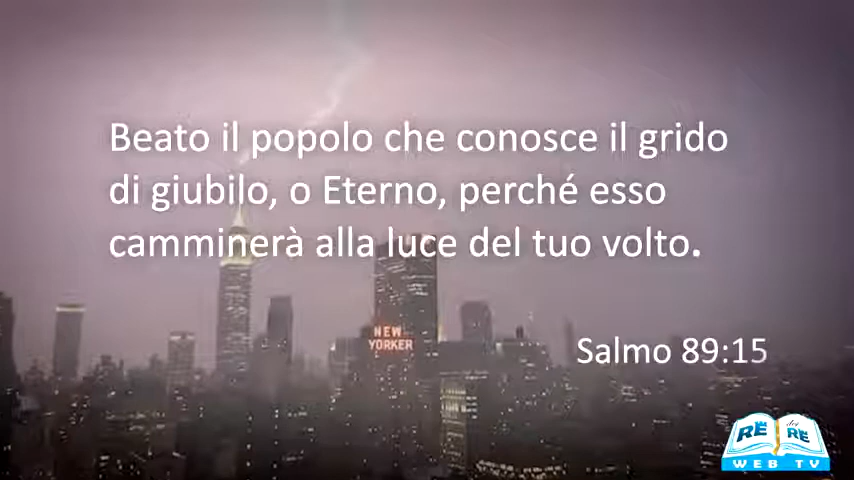 Beato il popolo che conosce il grido
di giubilo, o Eterno, perché esso
camminerà alla luce del tuo volto.
NEW
YORKER
Salmo 89:15
RE dei RE
WEB TV